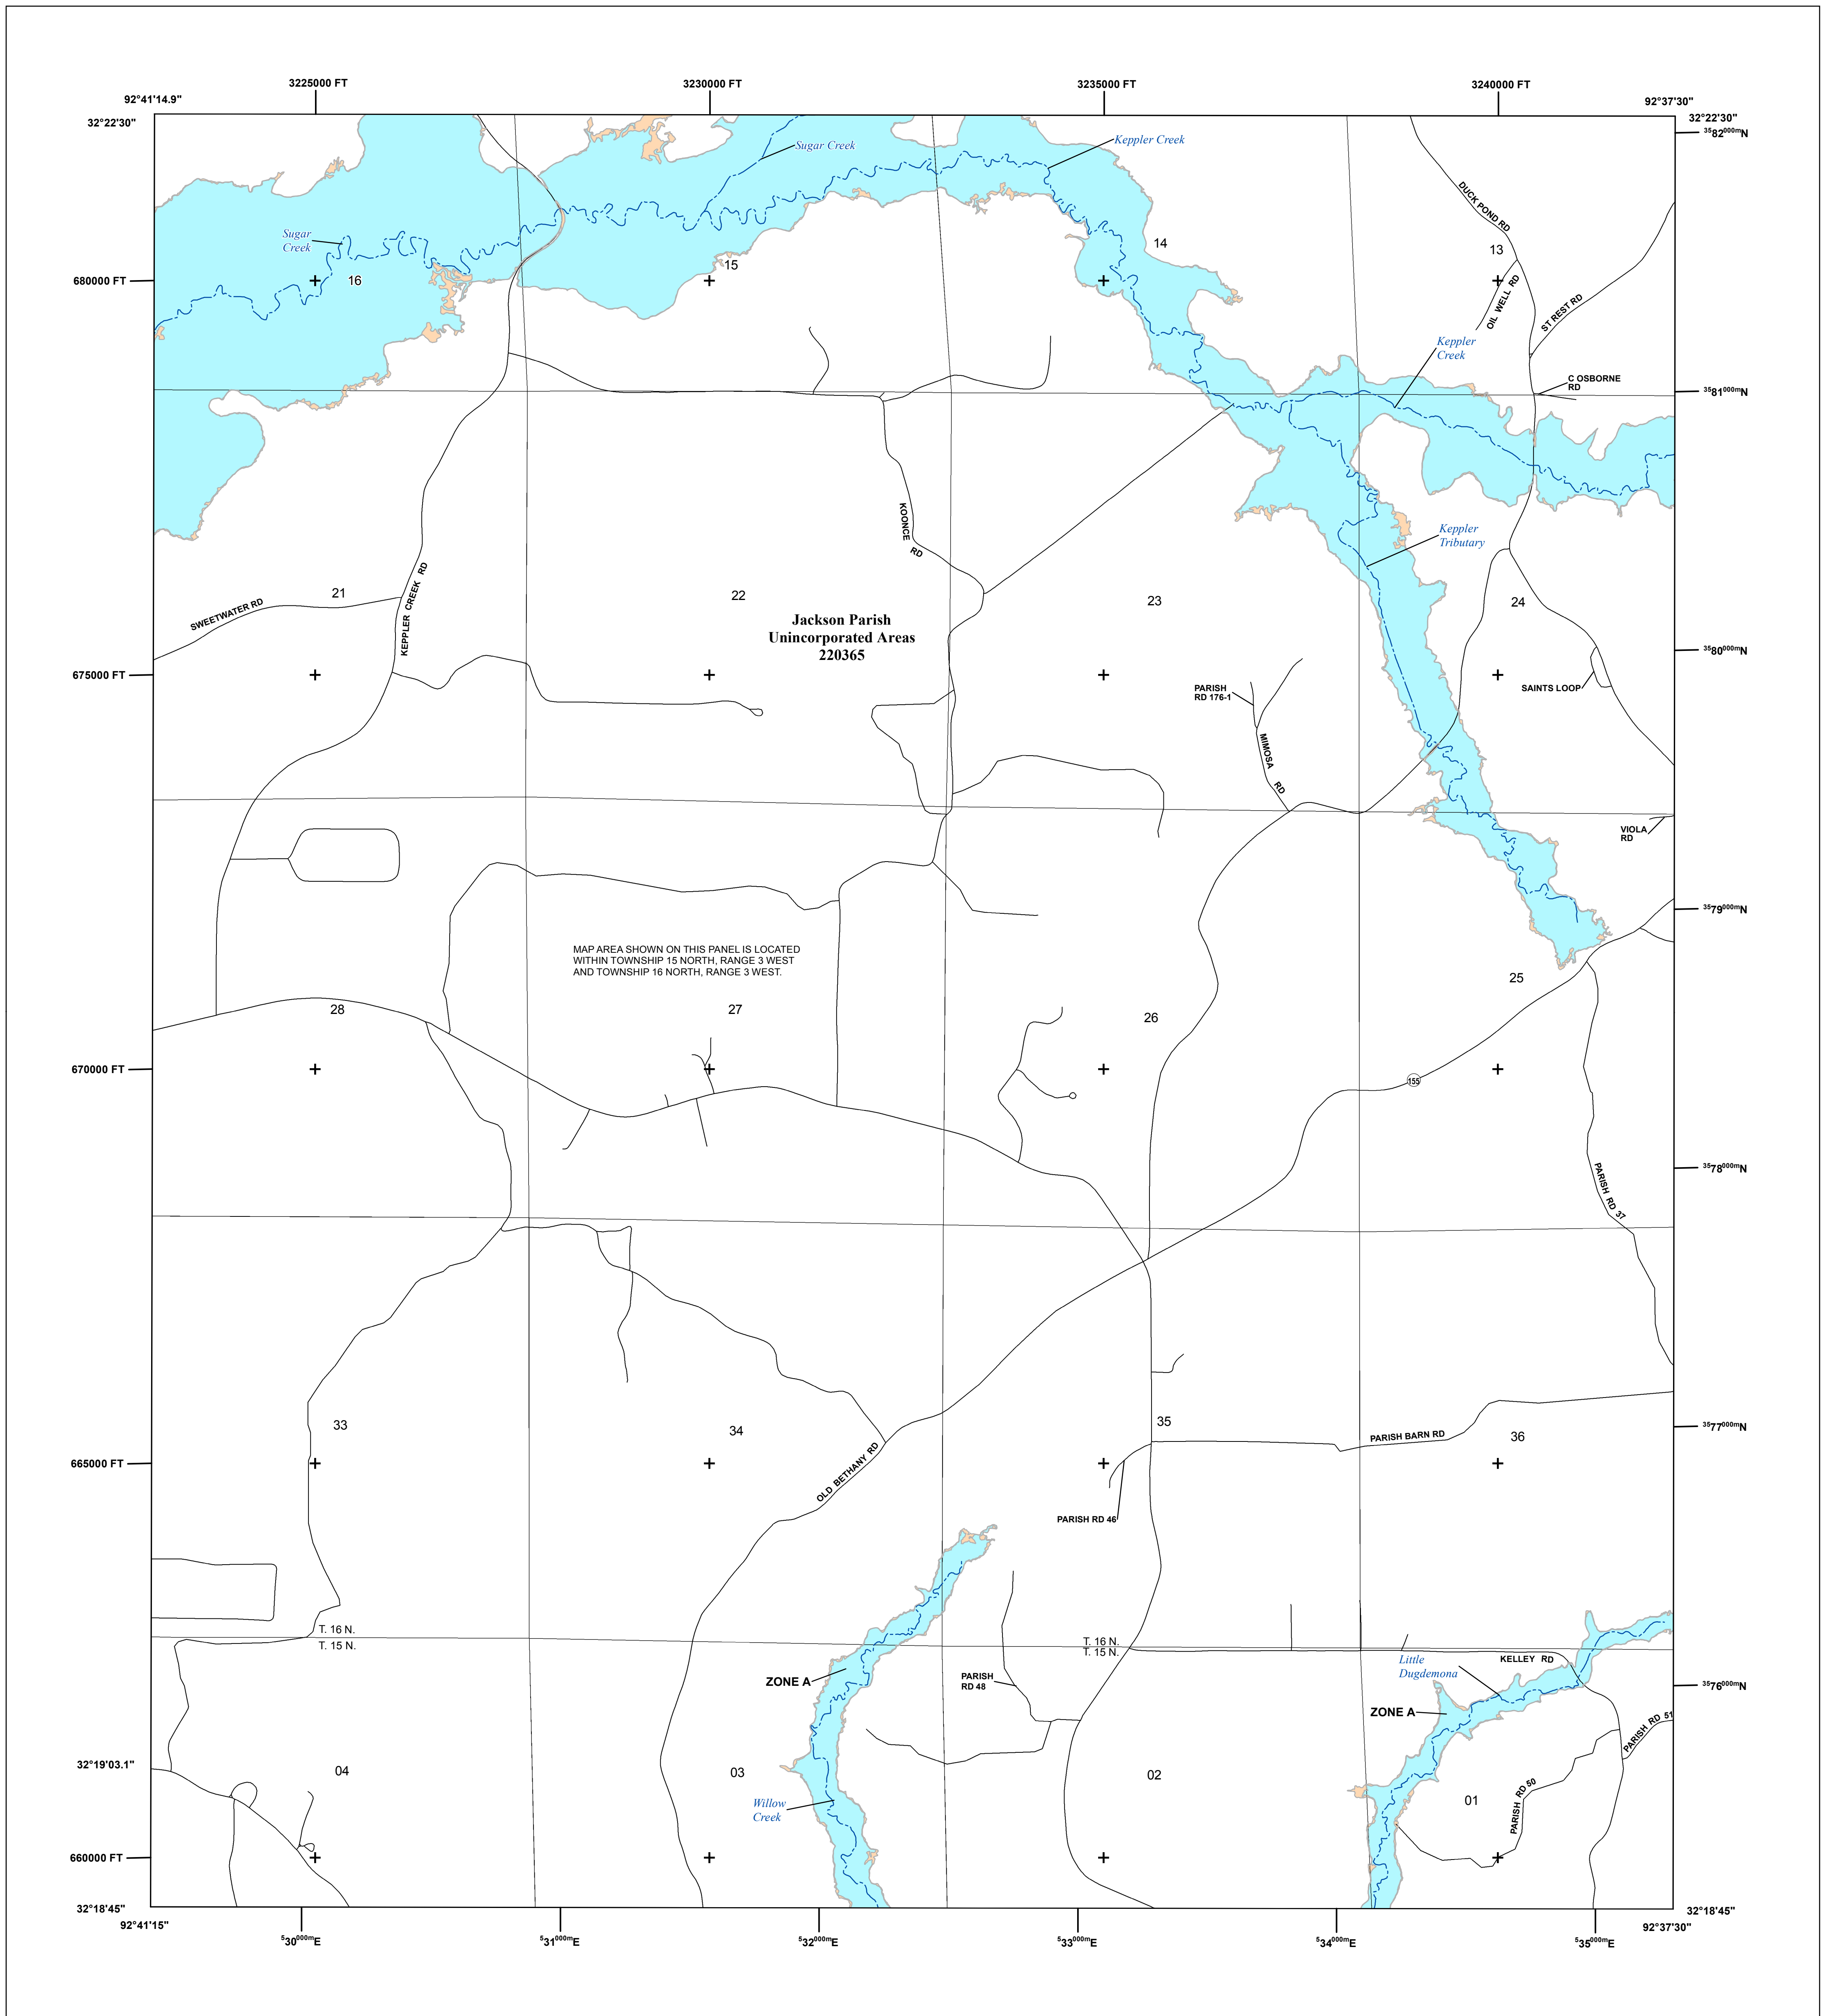 3225000 FT
3230000 FT
3235000 FT
3240000 FT
92°41'14.9"
92°37'30"
32°22'30"
32°22'30"
3582000mN
Sugar Creek
Keppler Creek
DUCK POND RD
Sugar
Creek
14
13
15
680000 FT
16
OIL WELL RD
ST REST RD
Keppler
Creek
C OSBORNE
RD
3581000mN
KOONCE
RD
Keppler
Tributary
21
22
23
24
SWEETWATER RD
KEPPLER CREEK RD
Jackson Parish
Unincorporated Areas
220365
3580000mN
675000 FT
PARISH
RD 176-1
SAINTS LOOP
MIMOSA
RD
VIOLA
RD
3579000mN
MAP AREA SHOWN ON THIS PANEL IS LOCATED
WITHIN TOWNSHIP 15 NORTH, RANGE 3 WEST
AND TOWNSHIP 16 NORTH, RANGE 3 WEST.
25
28
27
26
670000 FT
155
3578000mN
PARISH RD 37
33
34
35
36
3577000mN
PARISH BARN RD
665000 FT
OLD BETHANY RD
PARISH RD 46
T. 16 N.
T. 15 N.
T. 16 N.
T. 15 N.
Little
Dugdemona
KELLEY RD
ZONE A
PARISH
RD 48
3576000mN
ZONE A
PARISH RD 51
32°19'03.1"
04
03
02
01
Willow
Creek
PARISH RD 50
660000 FT
32°18'45"
32°18'45"
92°41'15"
92°37'30"
530000mE
531000mE
532000mE
533000mE
534000mE
535000mE